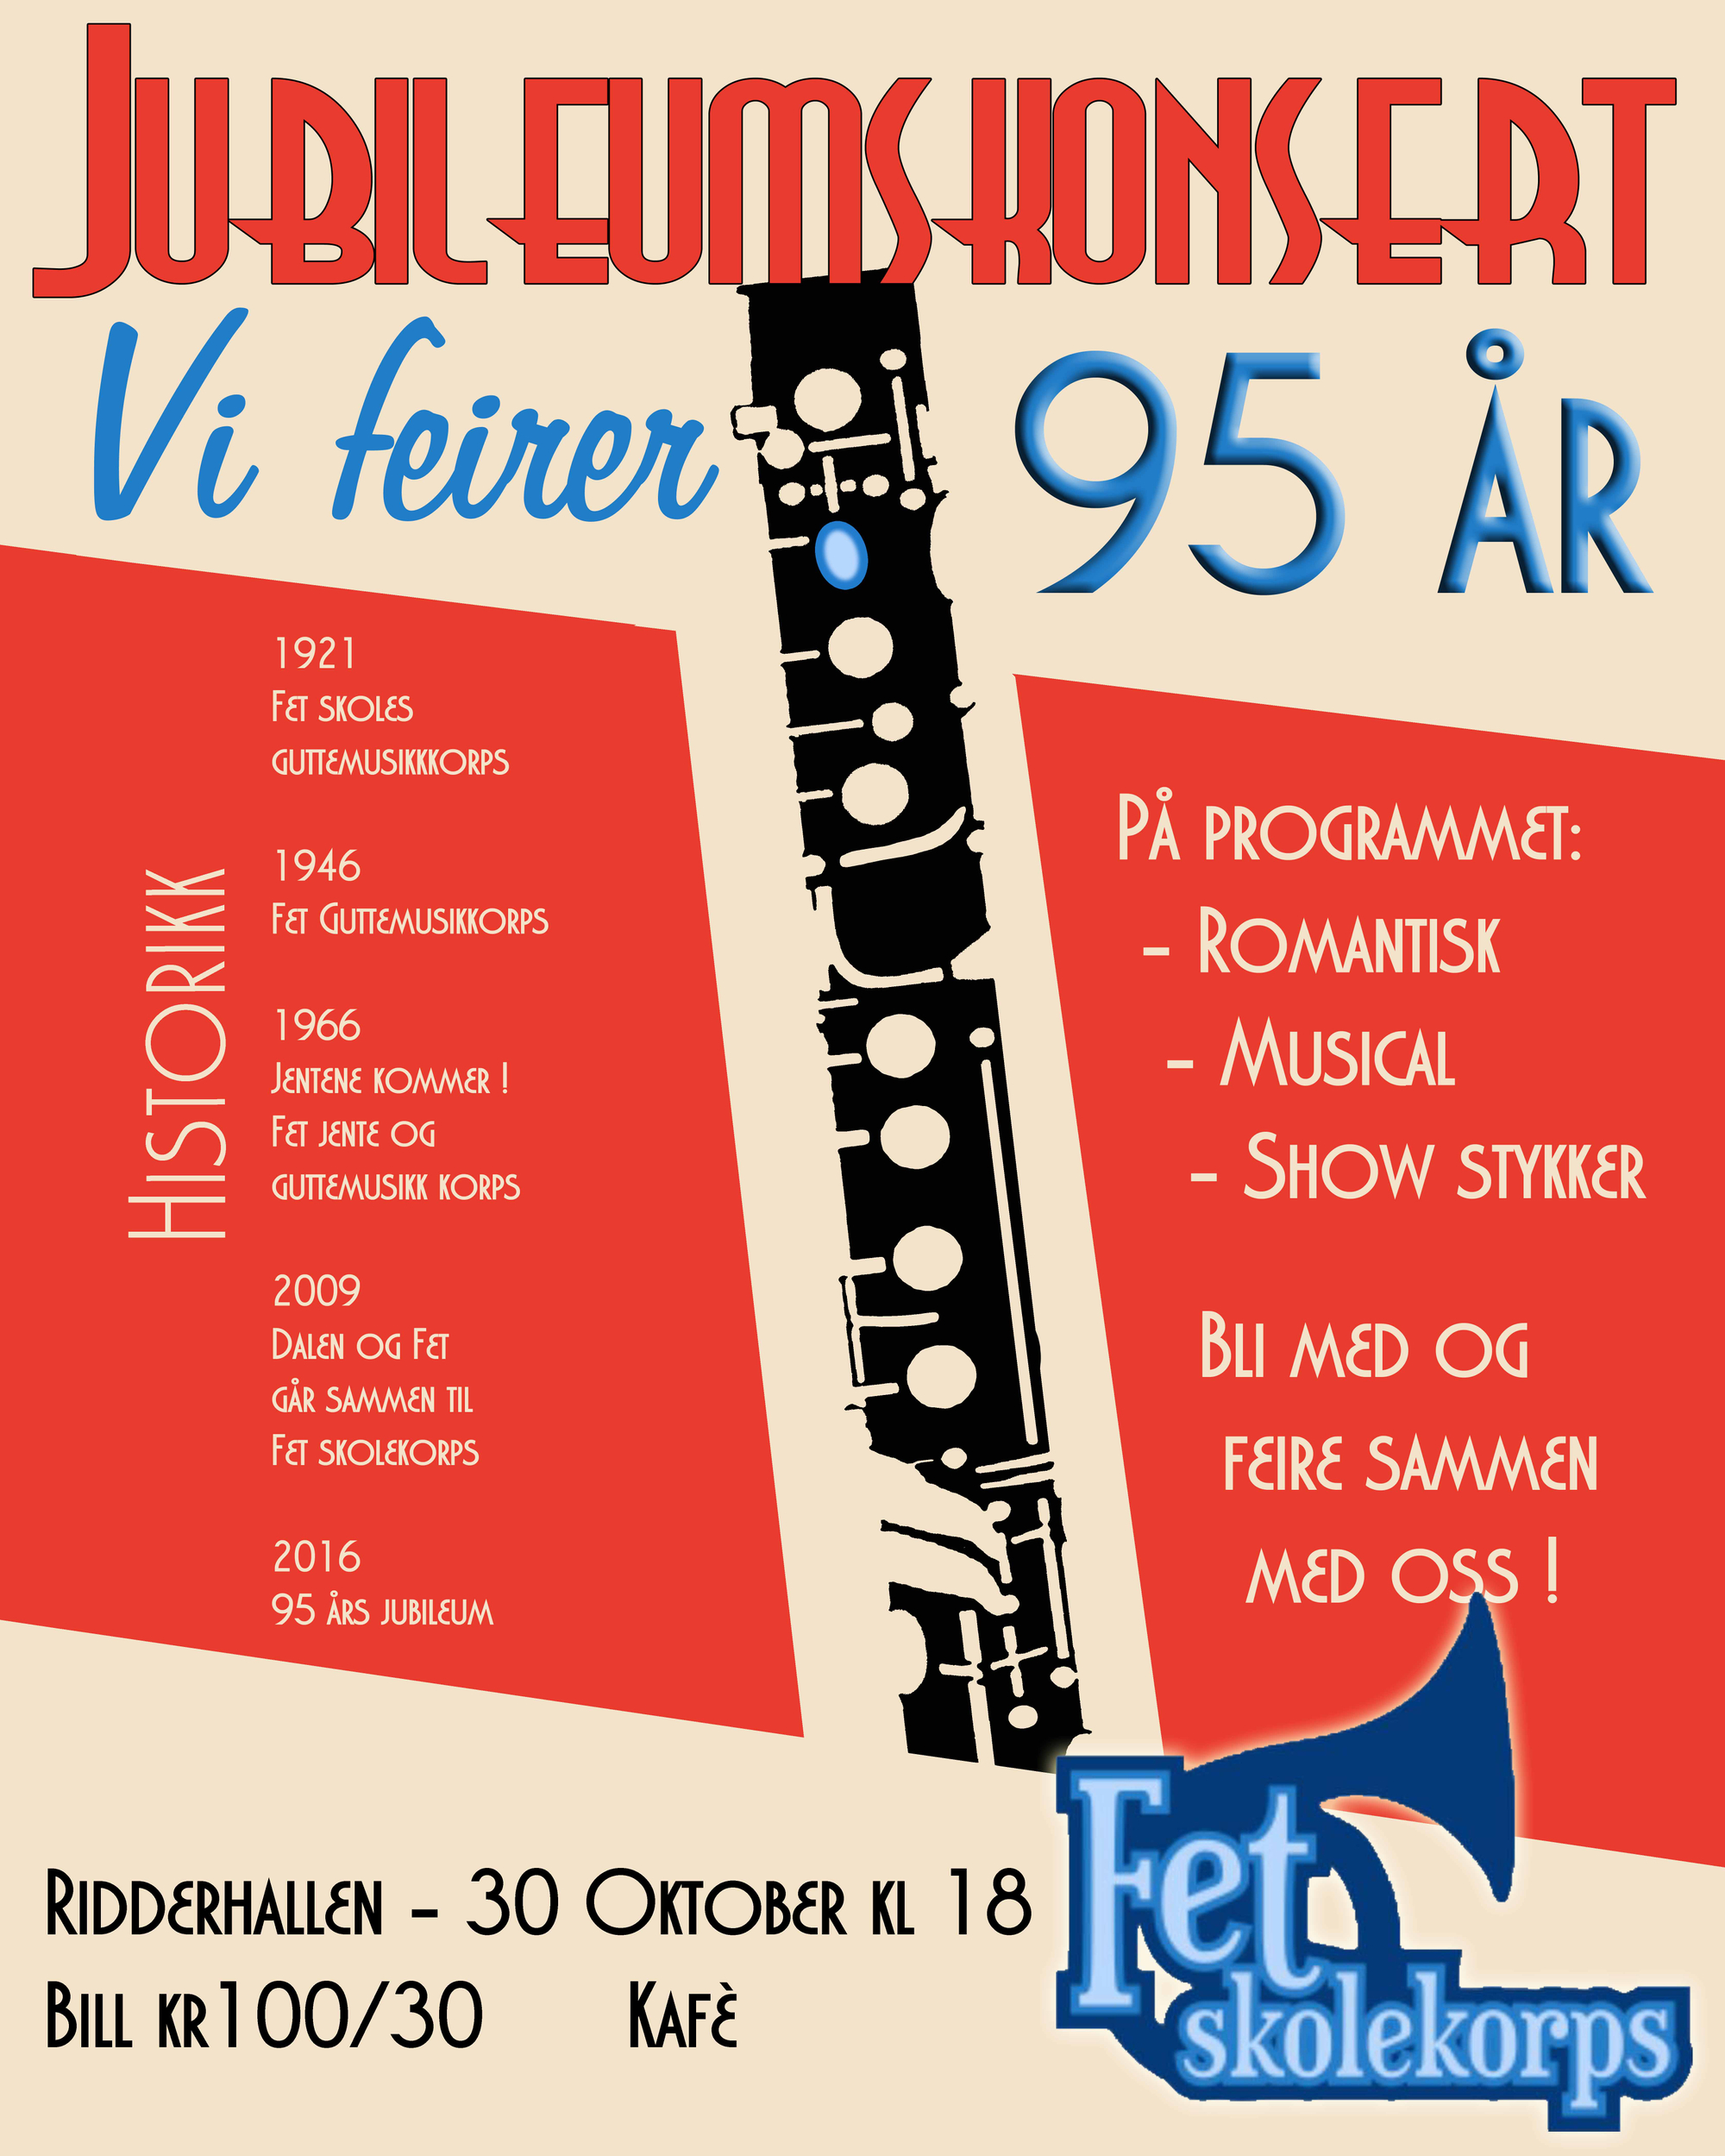 Jubileumskonsert
Vi feirer
95 ÅR
Historikk
1921
Fet skoles
guttemusikkkorps
1946
Fet Guttemusikkorps
1966
Jentene kommer !
Fet jente og
guttemusikk korps
2009
Dalen og Fet
går sammen til
Fet skolekorps
2016
95 års jubileum
På programmet:
- Romantisk
- Musical
- Show stykker
Bli med og
feire sammen
med oss !
Ridderhallen - 30 Oktober kl 18
Bill kr100/30 Kafè
Fet
skolekorps